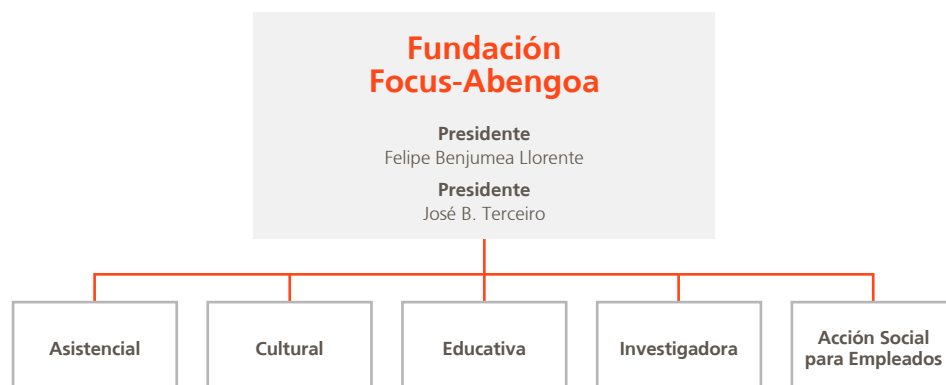 Fundación
Focus-Abengoa
Presidente
Felipe Benjumea Llorente
Presidente
José B. Terceiro
Asistencial
Cultural
Educativa
Investigadora
Acción Social
para Empleados